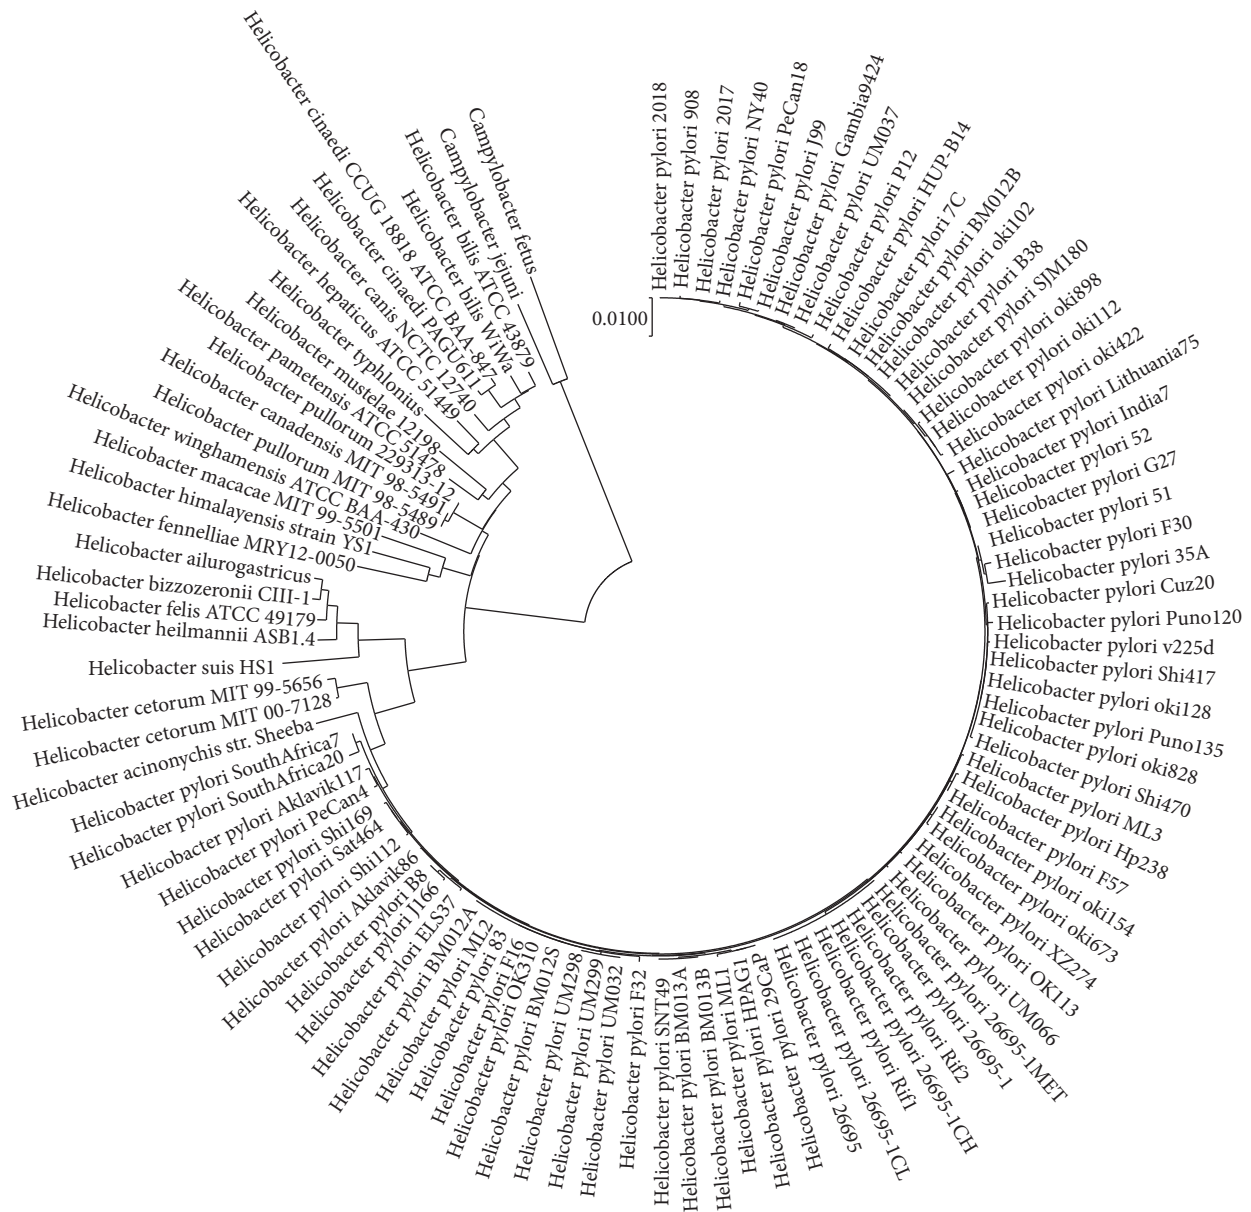 Helicobacter pylori 2018
Helicobacter pylori 908
Helicobacter pylori 2017
Helicobacter pylori NY40
Helicobacter pylori PeCan18
Helicobacter pylori J99
Helicobacter pylori Gambia9424
Helicobacter pylori UM037
Helicobacter pylori P12
Helicobacter pylori HUP-B14
Helicobacter pylori 7C
Helicobacter pylori BM012B
Helicobacter pylori oki102
Helicobacter pylori B38
Helicobacter pylori SJM180
Helicobacter pylori oki898
Helicobacter pylori oki112
Helicobacter pylori oki422
Helicobacter pylori Lithuania75
Helicobacter pylori India7
Helicobacter pylori 52
Helicobacter pylori G27
Helicobacter pylori 51
Helicobacter pylori F30
Helicobacter pylori 35A
Helicobacter pylori Cuz20
Helicobacter pylori Puno120
Helicobacter pylori v225d
Helicobacter pylori Shi417
Helicobacter pylori oki128
Helicobacter pylori Puno135
Helicobacter pylori oki828
Helicobacter pylori Shi470
Helicobacter pylori ML3
Helicobacter pylori Hp238
Helicobacter pylori F57
Helicobacter pylori oki154
Helicobacter pylori oki673
Helicobacter pylori XZ274
Helicobacter pylori OK113
Helicobacter pylori UM066
Helicobacter pylori 26695-1MET
Helicobacter pylori 26695-1
Helicobacter pylori Rif2
Helicobacter pylori 26695-1CH
Helicobacter pylori Rif1
Helicobacter pylori 26695-1CL
Helicobacter pylori 26695
Helicobacter pylori 29CaP
Helicobacter pylori HPAG1
Helicobacter pylori ML1
Helicobacter pylori BM013B
Helicobacter pylori BM013A
Helicobacter pylori SNT49
Helicobacter pylori F32
Helicobacter pylori UM032
Helicobacter pylori UM299
Helicobacter pylori UM298
Helicobacter pylori BM012S
Helicobacter pylori OK310
Helicobacter pylori F16
Helicobacter pylori 83
Helicobacter pylori ML2
Helicobacter pylori BM012A
Helicobacter pylori ELS37
Helicobacter pylori J166
Helicobacter pylori B8
Helicobacter pylori Aklavik86
Helicobacter pylori Shi112
Helicobacter pylori Sat464
Helicobacter pylori Shi169
Helicobacter pylori PeCan4
Helicobacter pylori Aklavik117
Helicobacter pylori SouthAfrica20
Helicobacter pylori SouthAfrica7
Helicobacter acinonychis str. Sheeba
Helicobacter cetorum MIT 00-7128
Helicobacter cetorum MIT 99-5656
Helicobacter suis HS1
Helicobacter heilmannii ASB1.4
Helicobacter felis ATCC 49179
Helicobacter bizzozeronii CIII-1
Helicobacter ailurogastricus
Helicobacter fennelliae MRY12-0050
Helicobacter himalayensis strain YS1
Helicobacter macacae MIT 99-5501
Helicobacter winghamensis ATCC BAA-430
Helicobacter pullorum MIT 98-5489
Helicobacter canadensis MIT 98-5491
Helicobacter pullorum 229313-12
Helicobacter pametensis ATCC 51478
Helicobacter mustelae 12198
Helicobacter typhlonius
Helicobacter hepaticus ATCC 51449
Helicobacter canis NCTC 12740
Helicobacter cinaedi PAGU611
Helicobacter cinaedi CCUG 18818 ATCC BAA-847
Helicobacter bilis WiWa
Helicobacter bilis ATCC 43879
Campylobacter jejuni
Campylobacter fetus
0.0100